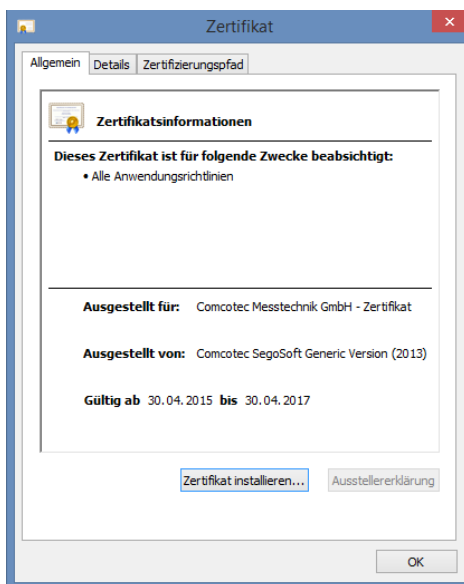 Zertifikat
Allgemein Details Zertifizierungspfad
Zertifikatsinformationen
Dieses Zertifikat ist für folgende Zwecke beabsichtigt:
• Alle Anwendungsrichtlinien
Ausgestellt für: Comcotec Messtechnik GmbH - Zertifikat
Ausgestellt von: Comcotec SegoSoft Generic Version (2013)
Gültig ab 30.04.2015 bis 30.04.2017
Zertifikat installieren... Ausstellererklärung
OK